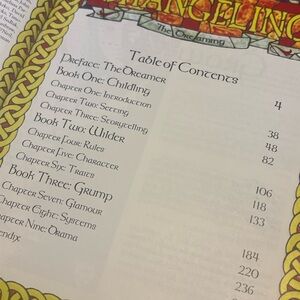 CHANGELING
The Dreaming
Table of Contents
Preface: The Dreamer 4
Book One: Childling
Chapter One: Introduction 38
Chapter Two: Setting 48
Chapter Three: Storytelling 82
Book Two: Wilder
Chapter Four: Rules 106
Chapter Five: Character 118
Chapter Six: Traits 133
Book Three: Grump
Chapter Seven: Glamour 184
Chapter Eight: Systems 220
Chapter Nine: Drama 236